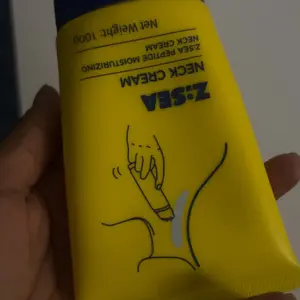 Z:SEA
NECK CREAM
Z:SEA PEPTIDE MOISTURIZING
NECK CREAM
Net Weight: 100g